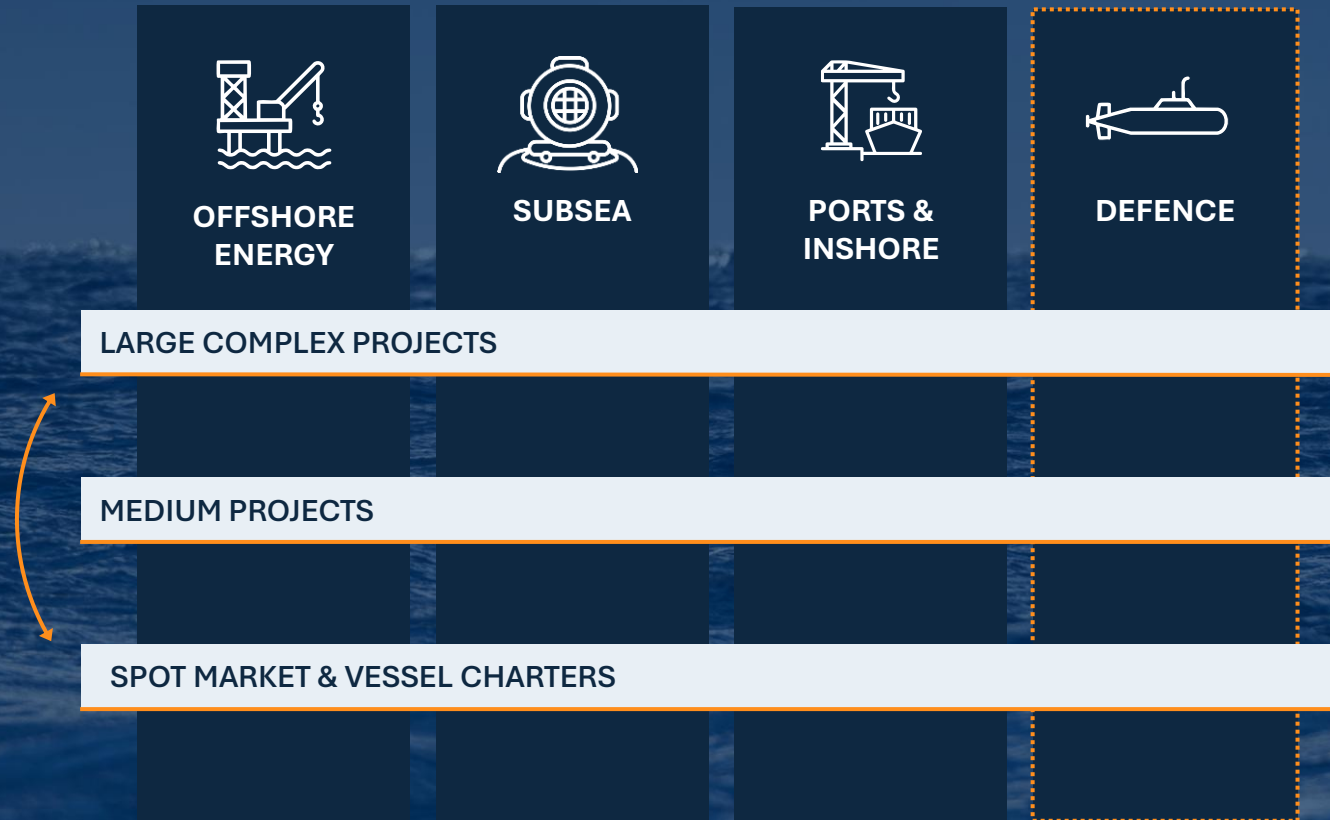 OFFSHORE
ENERGY
SUBSEA
PORTS &
INSHORE
DEFENCE
LARGE COMPLEX PROJECTS
MEDIUM PROJECTS
SPOT MARKET & VESSEL CHARTERS